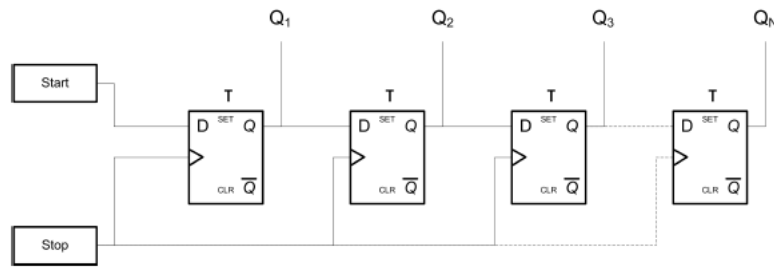 Q1 Q2 Q3 QN
Start
T T T T
D SET Q D SET Q D SET Q D SET Q
CLR Q̅ CLR Q̅ CLR Q̅ CLR Q̅
Stop